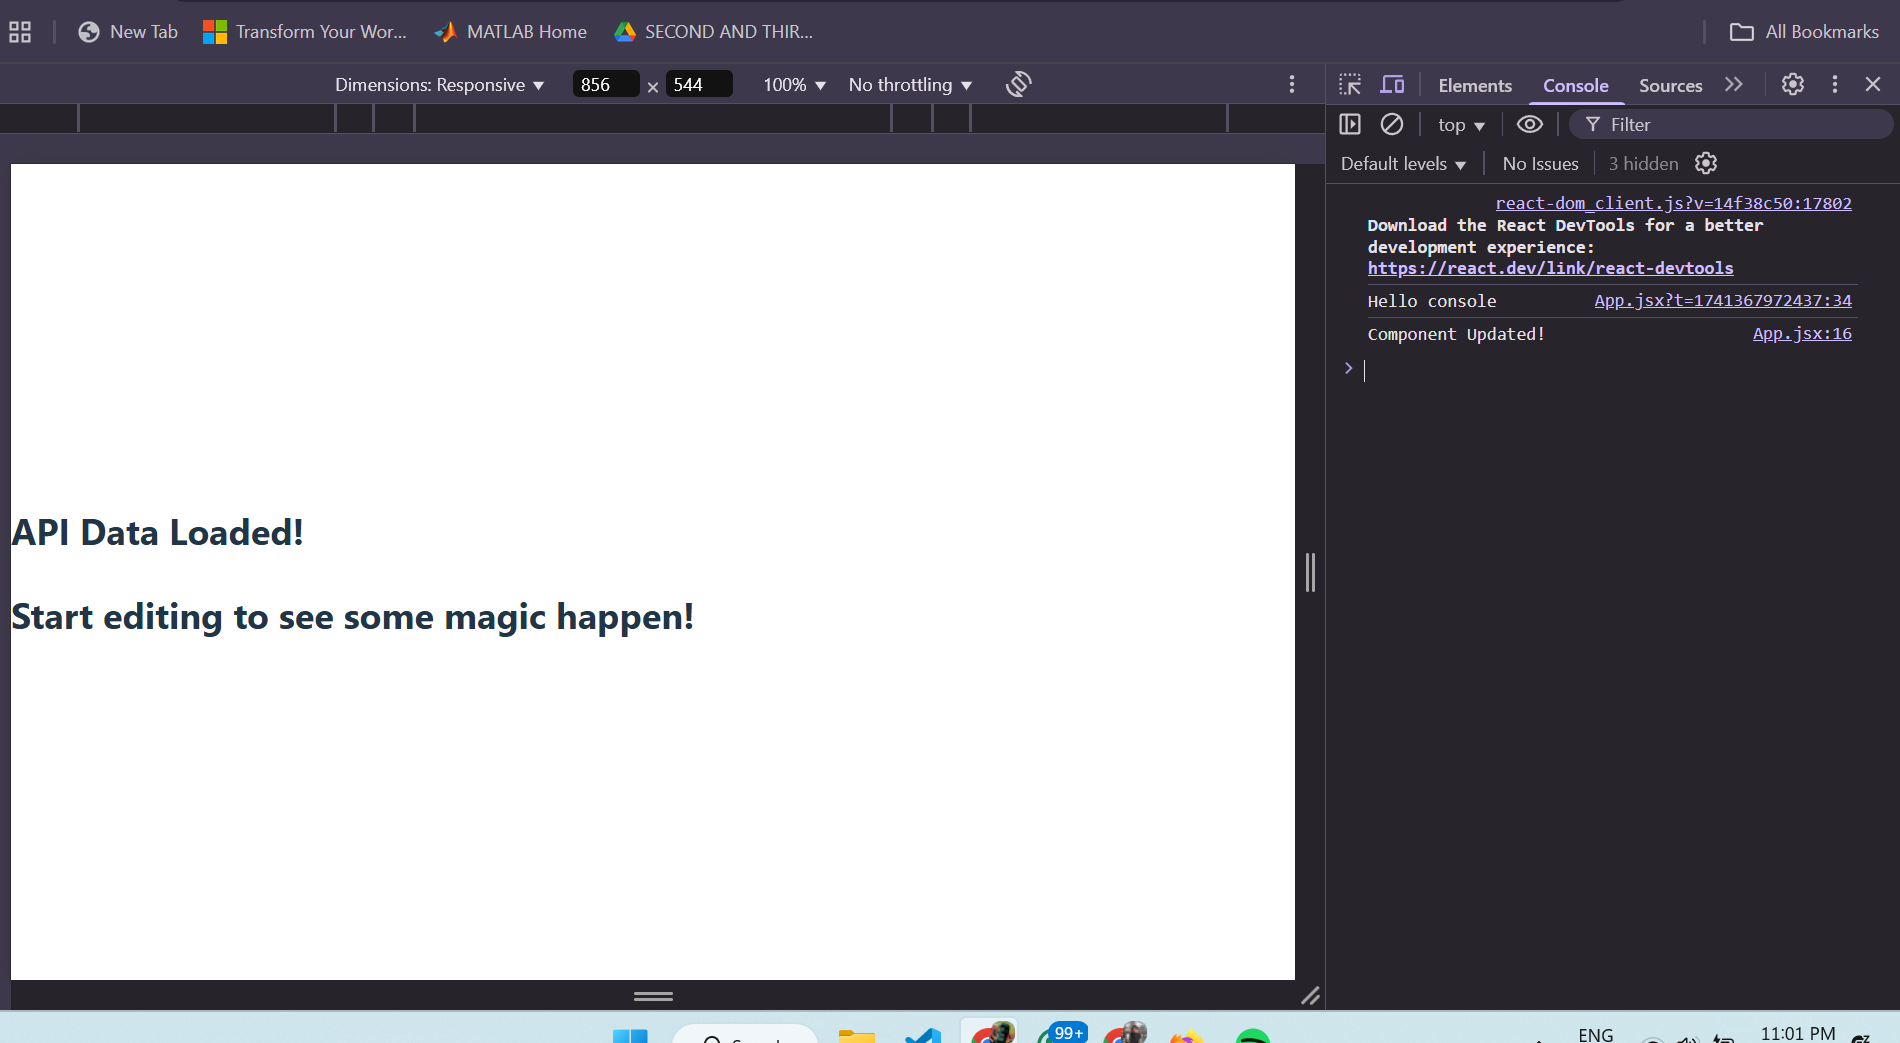 New Tab
Transform Your Wor...
MATLAB Home
SECOND AND THIR...
All Bookmarks
Dimensions: Responsive ▼ 856 × 544 100% ▼ No throttling ▼
Elements Console Sources
top ▼ Filter
Default levels ▼ No Issues 3 hidden
react-dom_client.js?v=14f38c50:17802
Download the React DevTools for a better
development experience:
https://react.dev/link/react-devtools
Hello console App.jsx?t=1741367972437:34
Component Updated! App.jsx:16
API Data Loaded!
Start editing to see some magic happen!
99+
ENG
11:01 PM